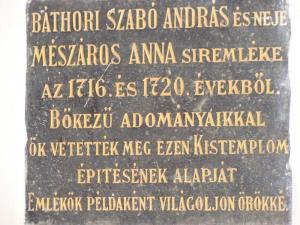 BÁTHORI SZABÓ ANDRÁS ÉS NEJE
MÉSZÁROS ANNA SIREMLÉKE
AZ 1716. ÉS 1720. ÉVEKBŐL.
BŐKEZŰ ADOMÁNYAIKKAL
ŐK VETETTÉK MEG EZEN KISTEMPLOM
ÉPITÉSÉNEK ALAPJÁT
EMLÉKÖK PÉLDAKÉNT VILÁGOLJON ÖRÖKKÉ.